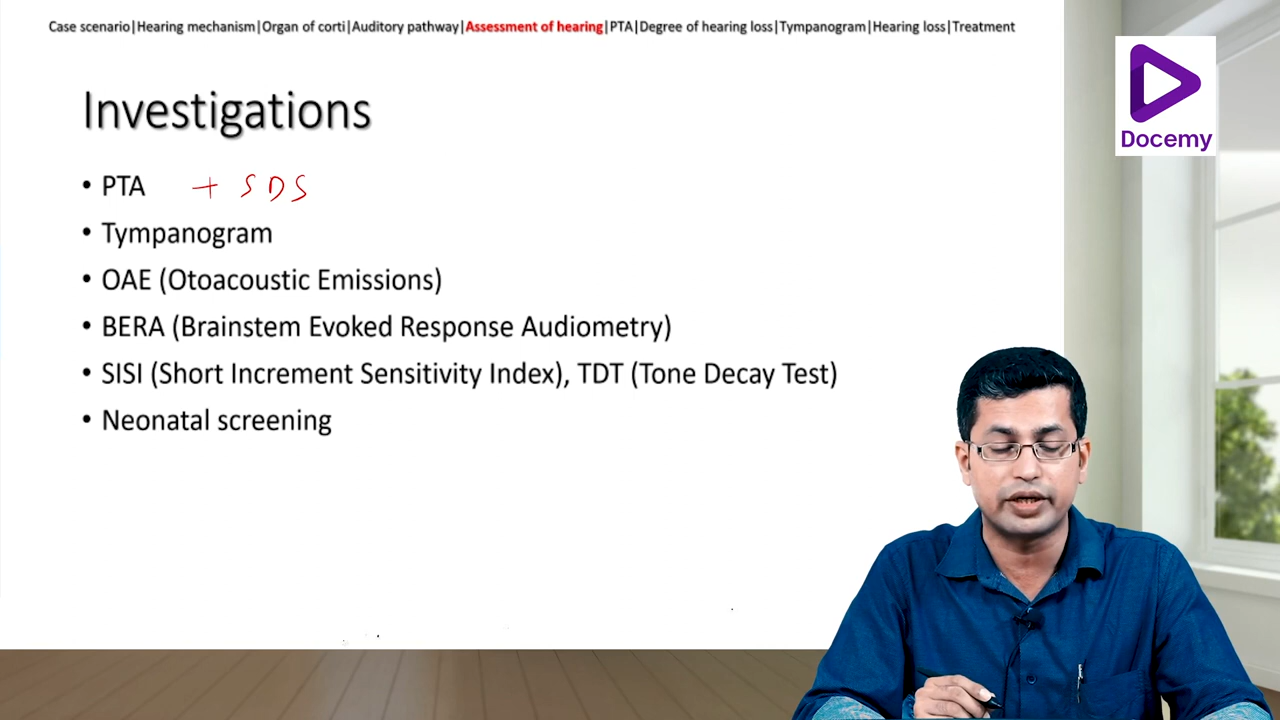 Case scenario|Hearing mechanism|Organ of corti|Auditory pathway|Assessment of hearing|PTA|Degree of hearing loss|Tympanogram|Hearing loss|Treatment
Docemy
Investigations
• PTA + SDS
• Tympanogram
• OAE (Otoacoustic Emissions)
• BERA (Brainstem Evoked Response Audiometry)
• SISI (Short Increment Sensitivity Index), TDT (Tone Decay Test)
• Neonatal screening